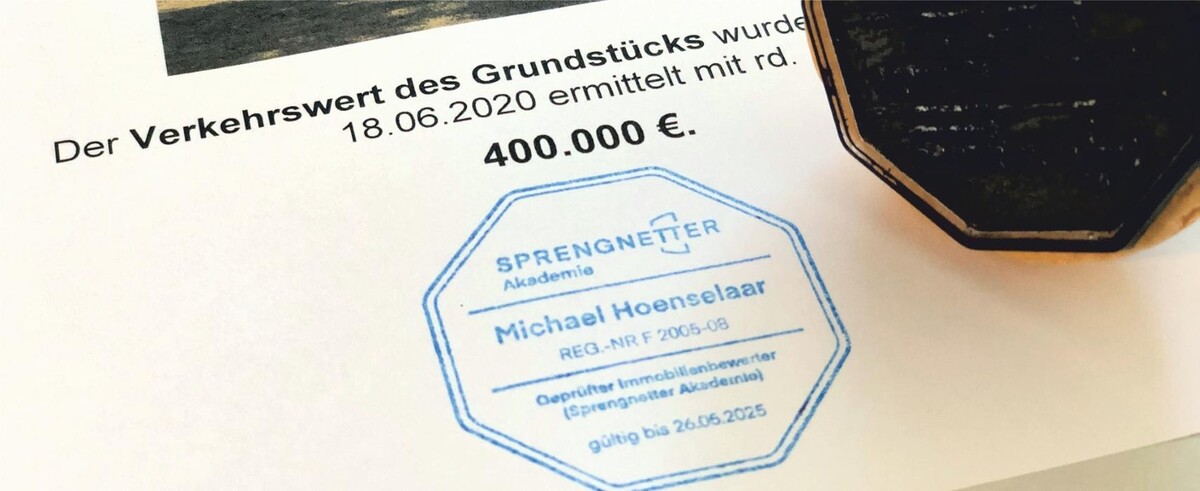 Der Verkehrswert des Grundstücks wurde
18.06.2020 ermittelt mit rd.
400.000 €.
SPRENGNETTER
Akademie
Michael Hoenselaar
REG.-NR F 2005-08
Geprüfter Immobilienbewerter
(Sprengnetter Akademie)
gültig bis 26.05.2025